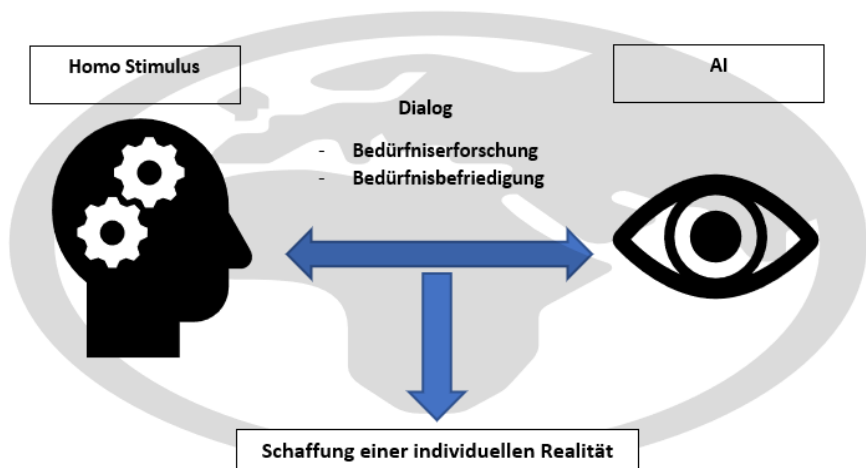 Homo Stimulus
AI
Dialog
- Bedürfniserforschung
- Bedürfnisbefriedigung
Schaffung einer individuellen Realität